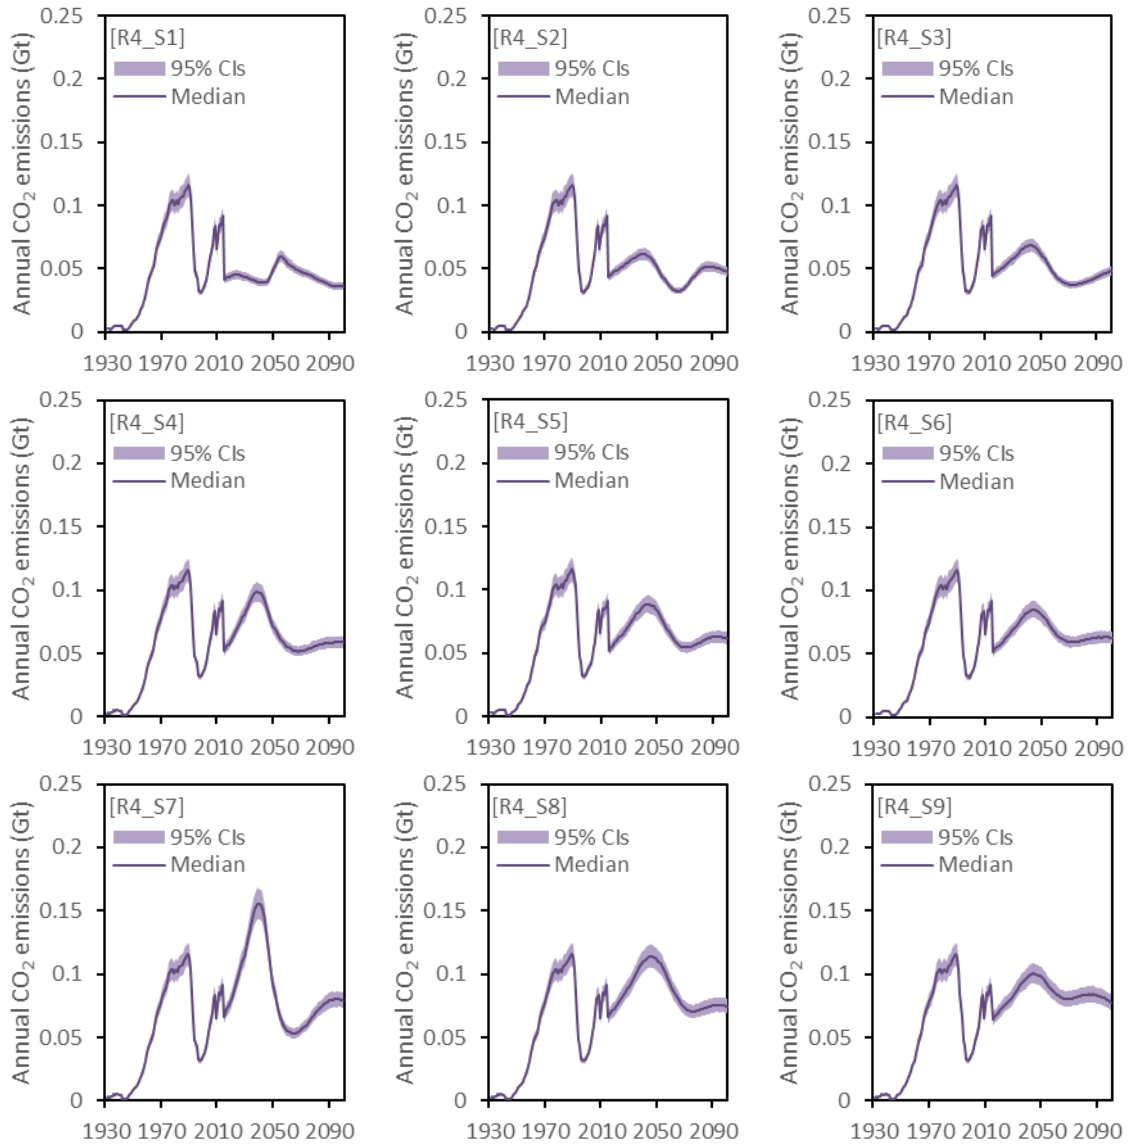 Annual CO₂ emissions (Gt)
0.25
0.2
0.15
0.1
0.05
0
[R4_S1]
95% CIs
Median
1930 1970 2010 2050 2090
Annual CO₂ emissions (Gt)
0.25
0.2
0.15
0.1
0.05
0
[R4_S2]
95% CIs
Median
1930 1970 2010 2050 2090
Annual CO₂ emissions (Gt)
0.25
0.2
0.15
0.1
0.05
0
[R4_S3]
95% CIs
Median
1930 1970 2010 2050 2090
Annual CO₂ emissions (Gt)
0.25
0.2
0.15
0.1
0.05
0
[R4_S4]
95% CIs
Median
1930 1970 2010 2050 2090
Annual CO₂ emissions (Gt)
0.25
0.2
0.15
0.1
0.05
0
[R4_S5]
95% CIs
Median
1930 1970 2010 2050 2090
Annual CO₂ emissions (Gt)
0.25
0.2
0.15
0.1
0.05
0
[R4_S6]
95% CIs
Median
1930 1970 2010 2050 2090
Annual CO₂ emissions (Gt)
0.25
0.2
0.15
0.1
0.05
0
[R4_S7]
95% CIs
Median
1930 1970 2010 2050 2090
Annual CO₂ emissions (Gt)
0.25
0.2
0.15
0.1
0.05
0
[R4_S8]
95% CIs
Median
1930 1970 2010 2050 2090
Annual CO₂ emissions (Gt)
0.25
0.2
0.15
0.1
0.05
0
[R4_S9]
95% CIs
Median
1930 1970 2010 2050 2090